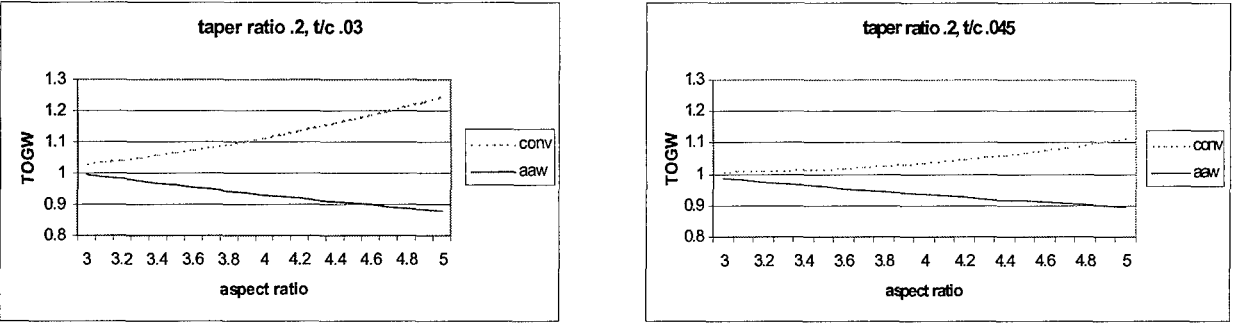 taper ratio .2, t/c .03
1.3
1.2
1.1
1
0.9
0.8
TOGW
3 3.2 3.4 3.6 3.8 4 4.2 4.4 4.6 4.8 5
aspect ratio
conv
aaw
taper ratio .2, t/c .045
1.3
1.2
1.1
1
0.9
0.8
TOGW
3 3.2 3.4 3.6 3.8 4 4.2 4.4 4.6 4.8 5
aspect ratio
conv
aaw